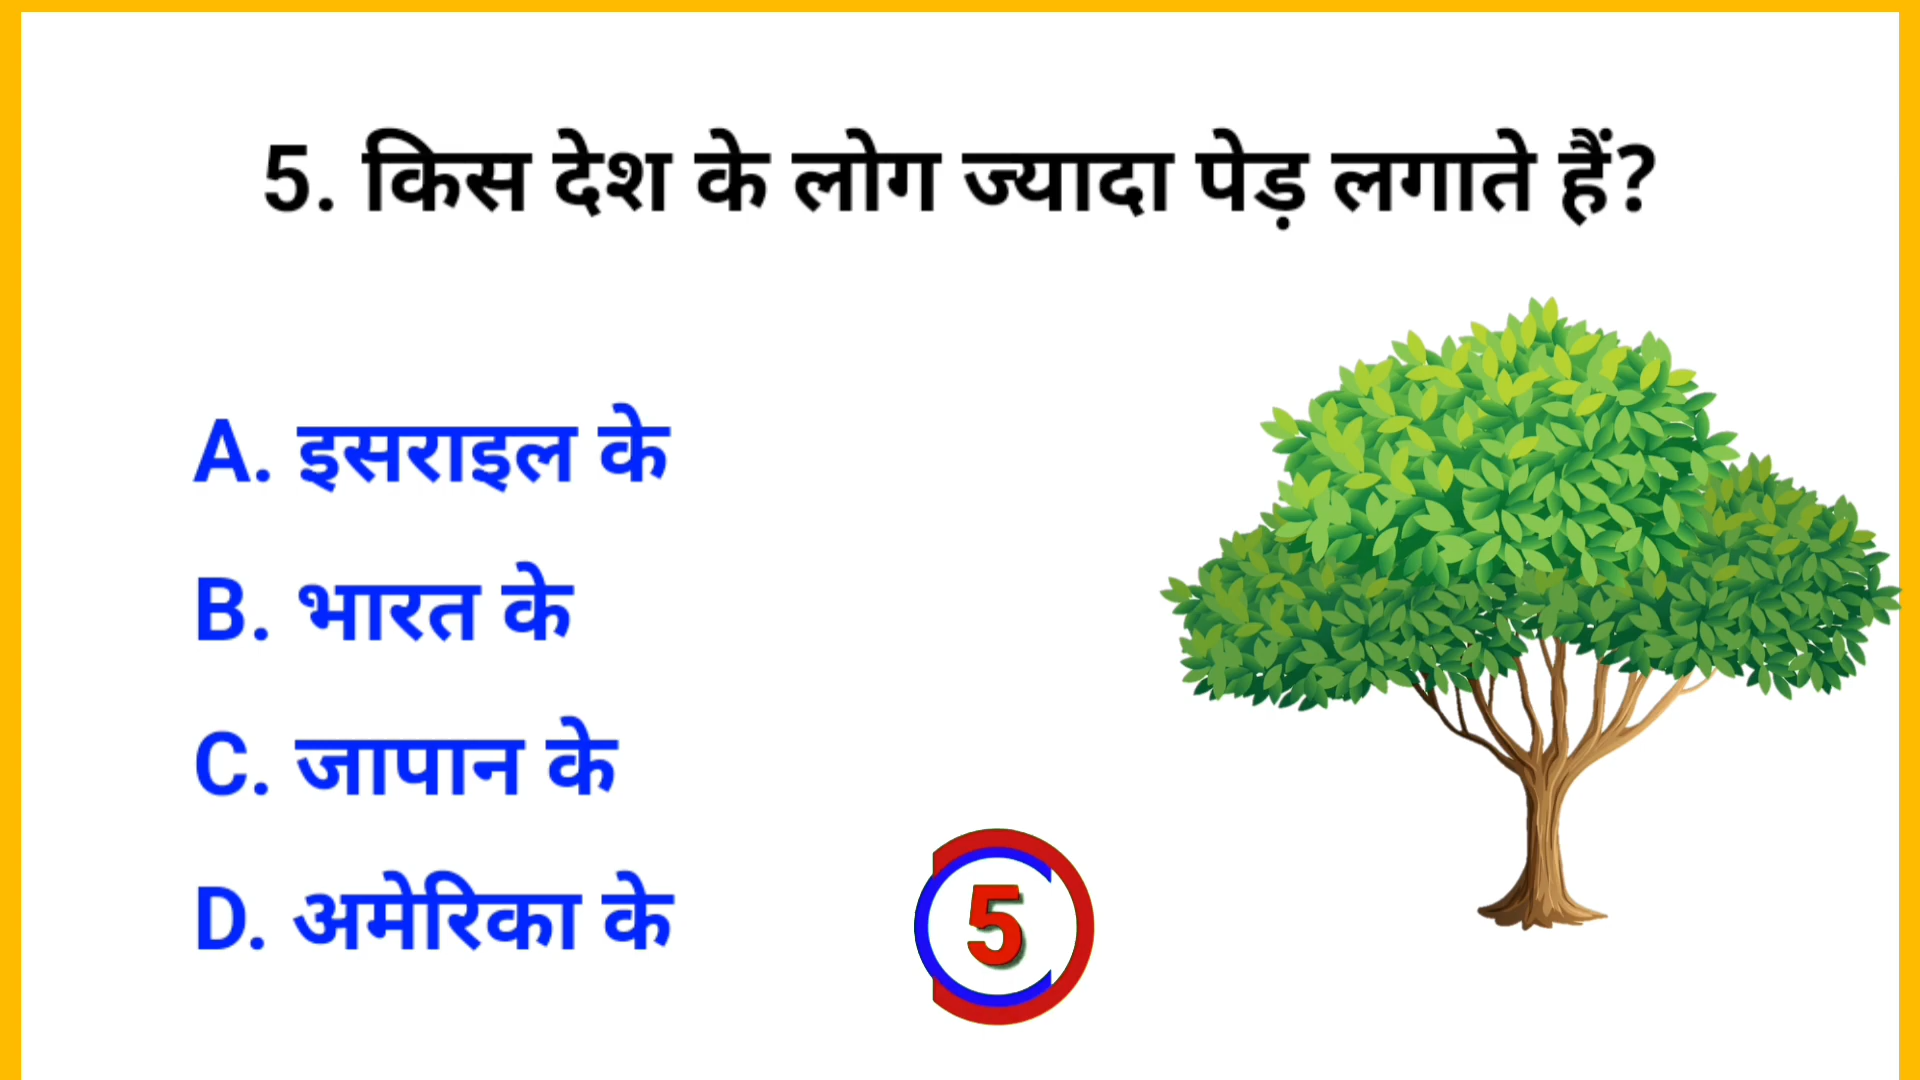 5. किस देश के लोग ज्यादा पेड़ लगाते हैं?
A. इसराइल के
B. भारत के
C. जापान के
D. अमेरिका के
5